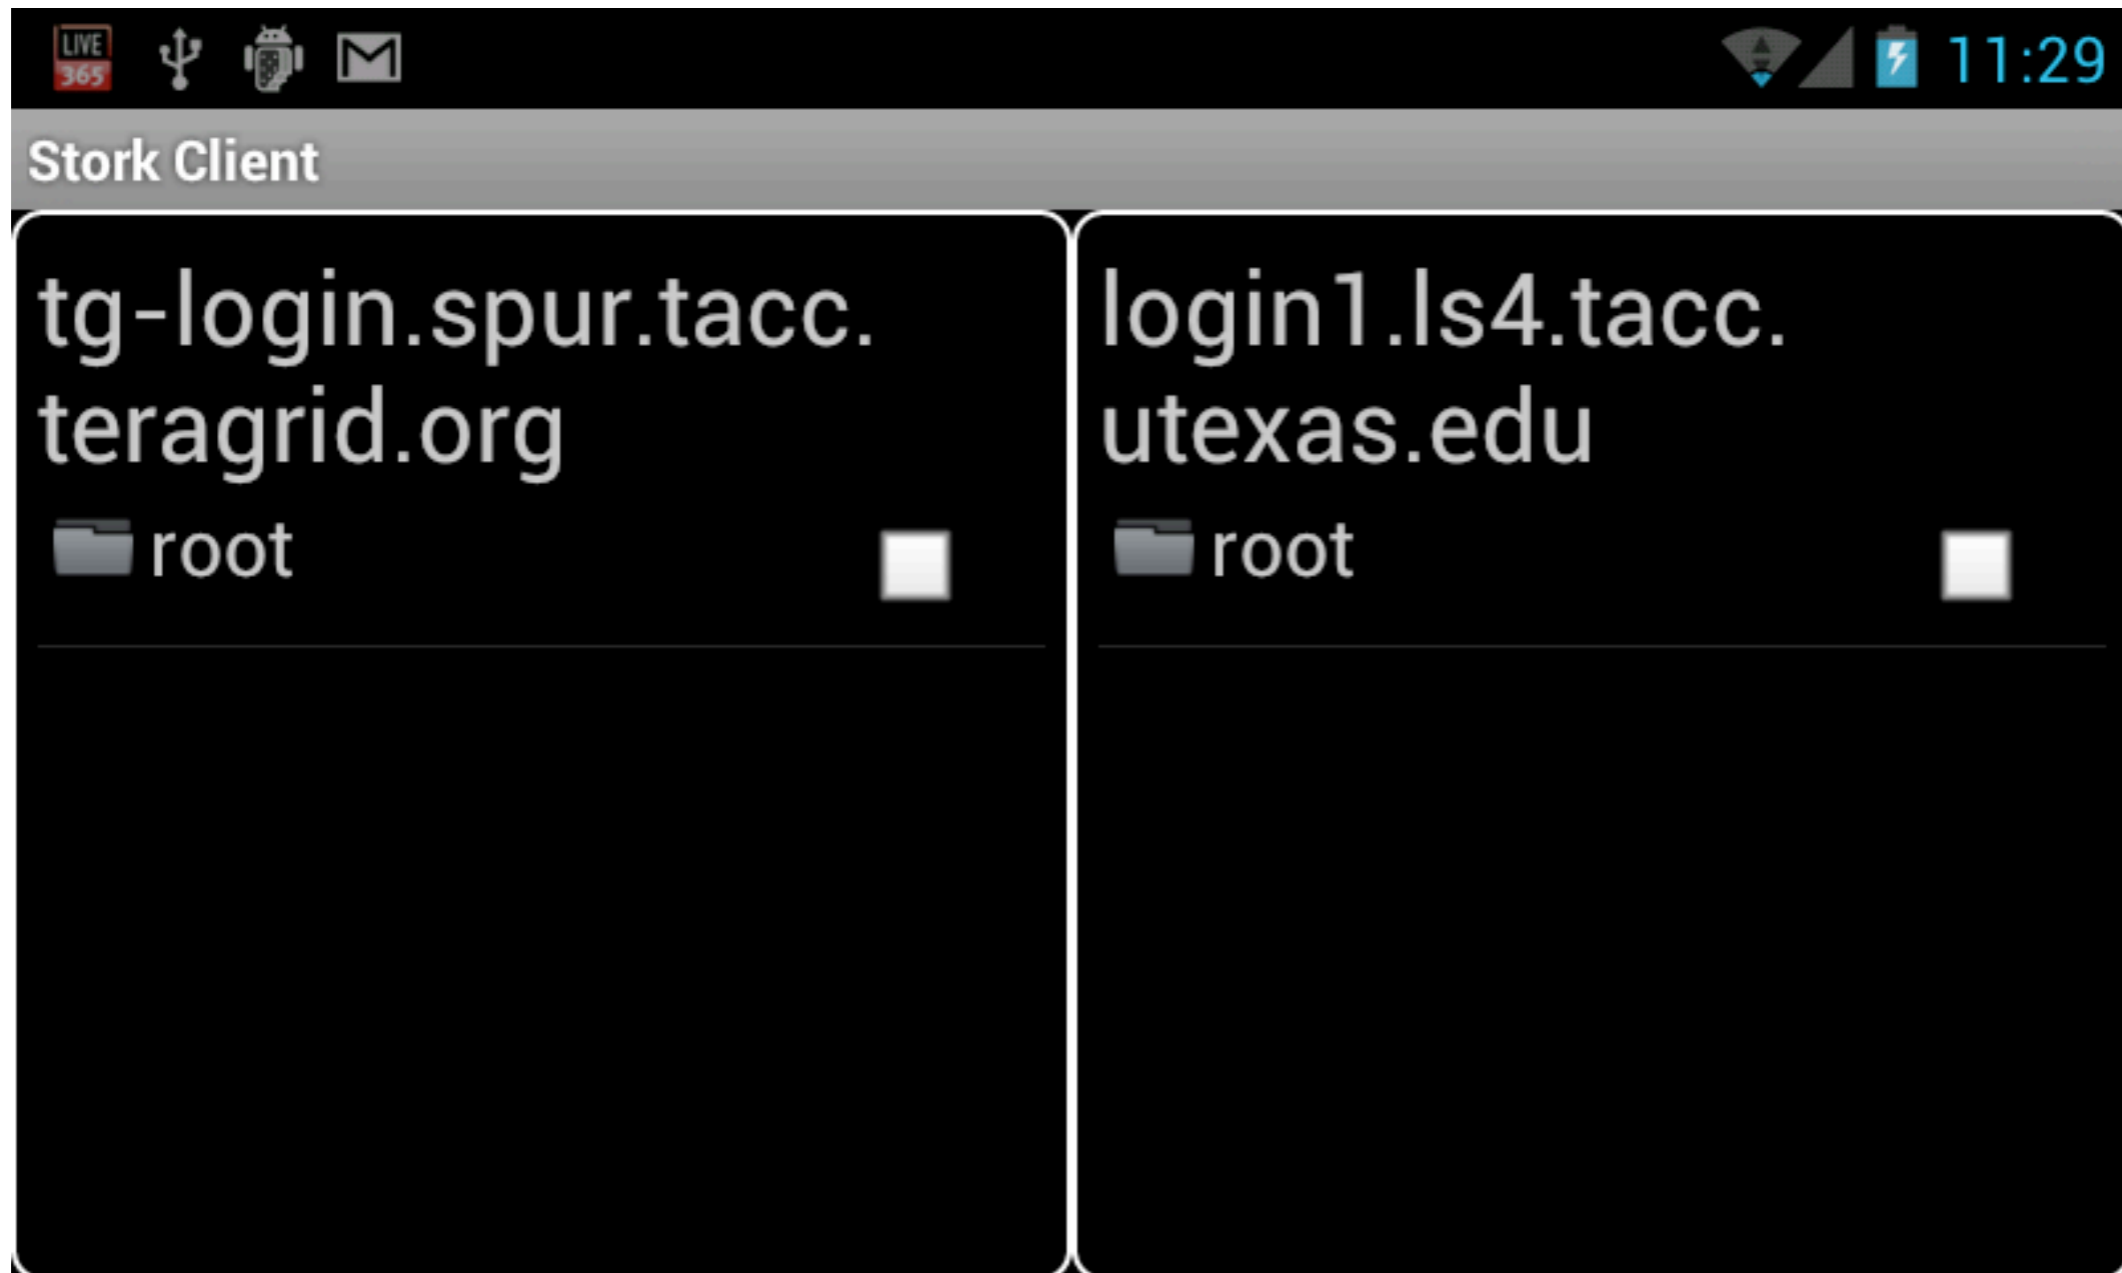 LIVE
365
11:29
Stork Client
tg-login.spur.tacc.
teragrid.org
root
login1.ls4.tacc.
utexas.edu
root